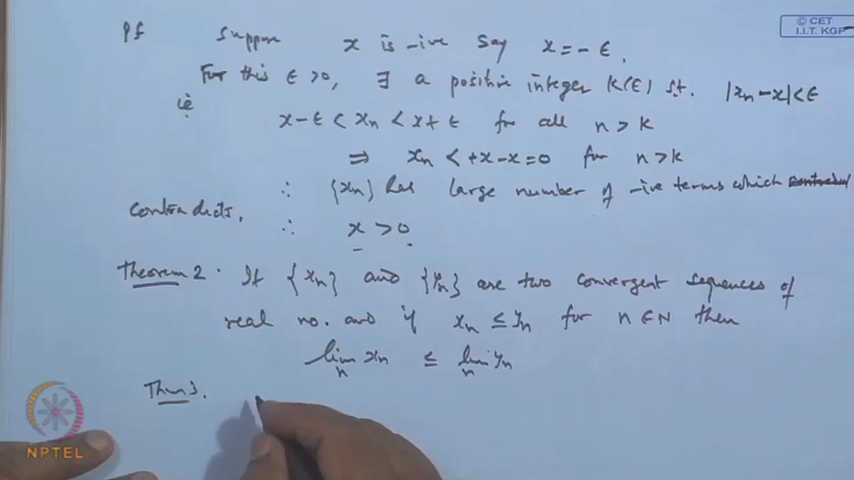 © CET
I.I.T. KGP
Pf Suppose x is -ive say x = - ε.
For this ε > 0, ∃ a positive integer K(ε) st. |xn - x| < ε
ie
x - ε < xn < x + ε for all n > K
⇒ xn < + x - x = 0 for n > K
∴ {xn} has large number of -ive terms which
contradicts.
∴ x > 0.
Theorem 2. If {xn} and {yn} are two convergent sequences of
real no. and if xn ≤ yn for n ∈ N then
lim xn ≤ lim yn
n n
Thm 3.
NPTEL